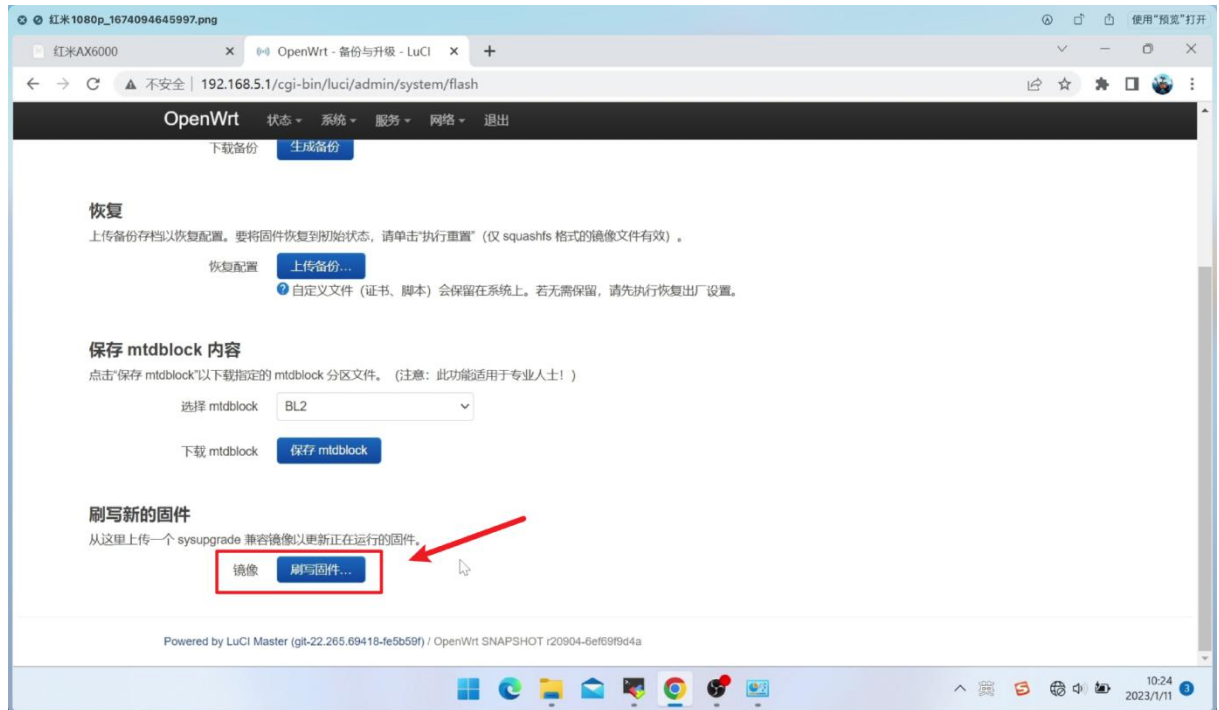 红米1080p_1674094645997.png
使用“预览”打开
红米AX6000
OpenWrt - 备份与升级 - LuCI
不安全 | 192.168.5.1/cgi-bin/luci/admin/system/flash
OpenWrt 状态 系统 服务 网络 退出
下载备份 生成备份
恢复
上传备份存档以恢复配置。要将固件恢复到初始状态，请单击“执行重置”（仅 squashfs 格式的镜像文件有效）。
恢复配置 上传备份...
自定义文件（证书、脚本）会保留在系统上。若无需保留，请先执行恢复出厂设置。
保存 mtdblock 内容
点击“保存 mtdblock”以下载指定的 mtdblock 分区文件。（注意：此功能适用于专业人士！）
选择 mtdblock BL2
下载 mtdblock 保存 mtdblock
刷写新的固件
从这里上传一个 sysupgrade 兼容镜像以更新正在运行的固件。
镜像 刷写固件...
Powered by LuCI Master (git-22.265.69418-fe5b59f) / OpenWrt SNAPSHOT r20904-6ef69f9d4a
英
10:24
2023/1/11
3